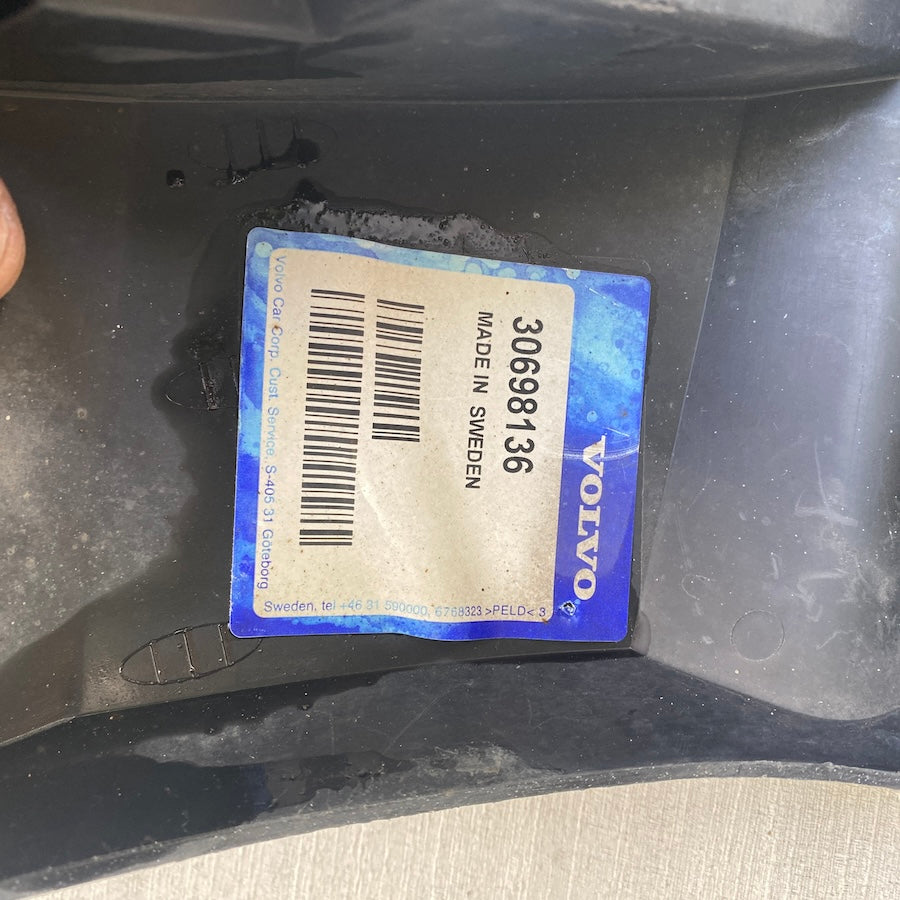 VOLVO
30698136
MADE IN SWEDEN
Volvo Car Corp. Cust. Service, S-405 31 Göteborg
Sweden, tel +46 31 590000, 6768323 >PELD< 3